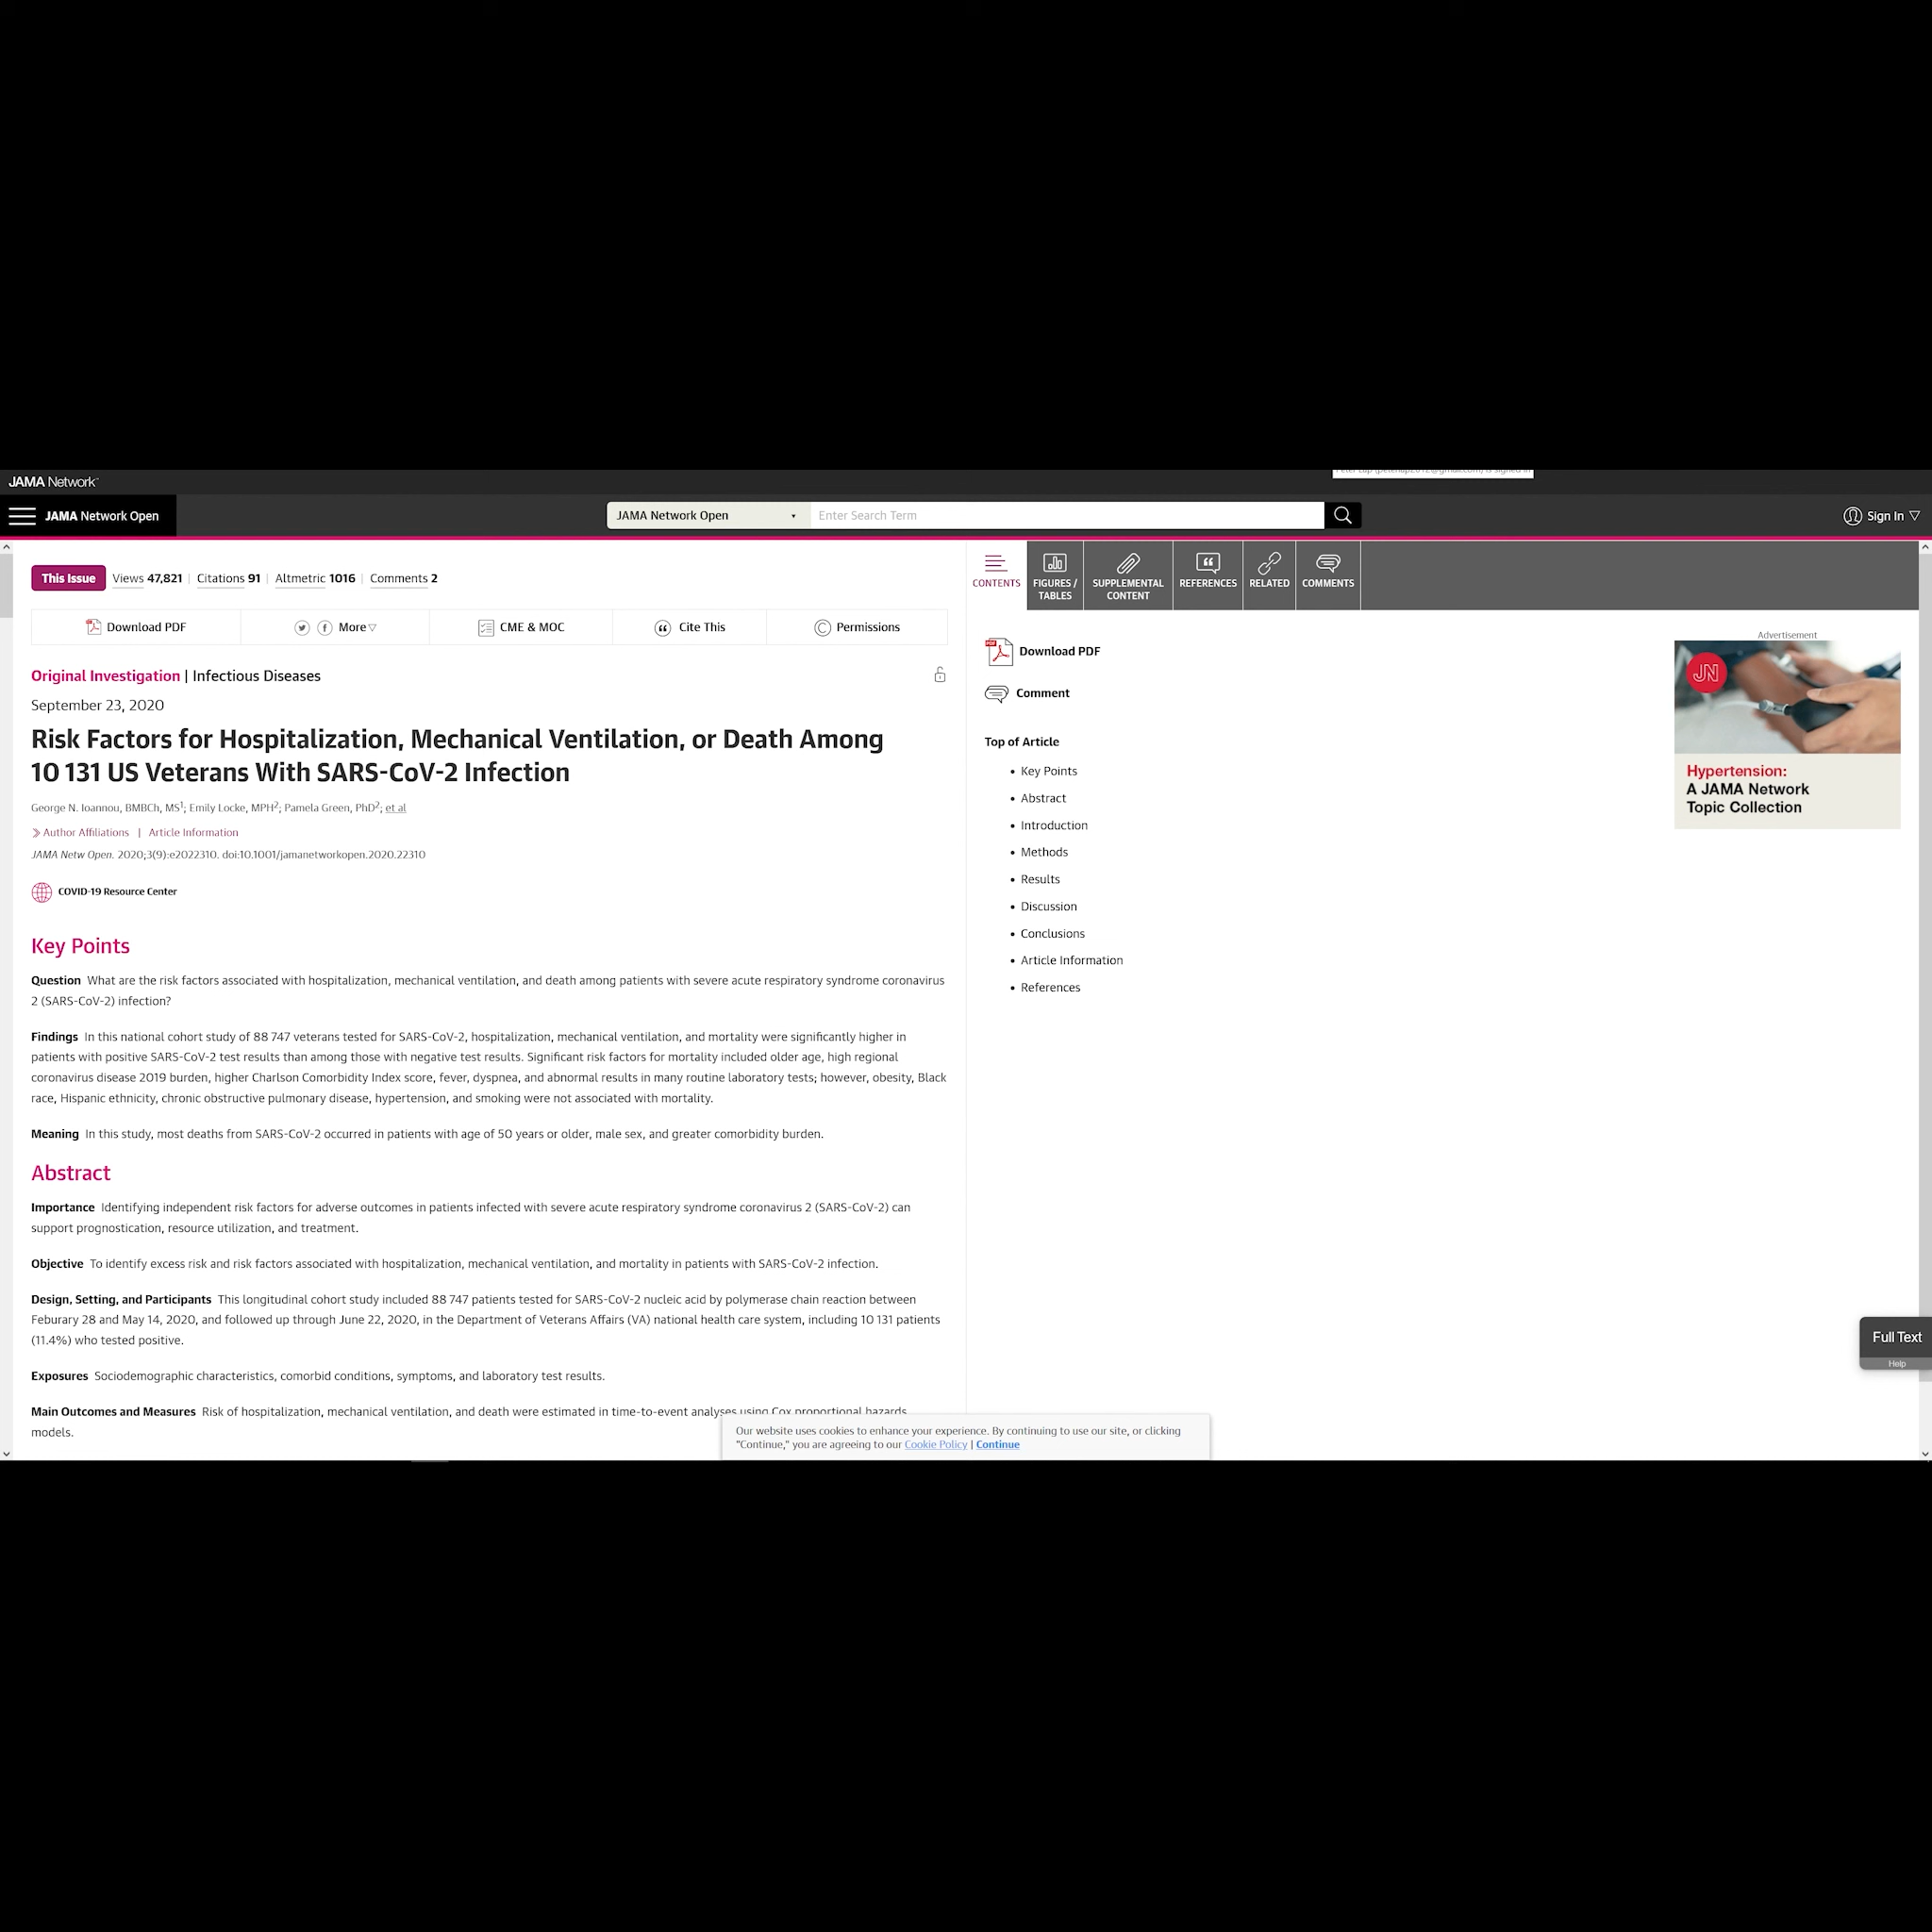 JAMA Network
JAMA Network Open
JAMA Network Open
Enter Search Term
Sign In
This Issue Views 47,821 | Citations 91 | Altmetric 1016 | Comments 2
Download PDF
More
CME & MOC
Cite This
Permissions
Original Investigation | Infectious Diseases
September 23, 2020
Risk Factors for Hospitalization, Mechanical Ventilation, or Death Among
10 131 US Veterans With SARS-CoV-2 Infection
George N. Ioannou, BMBCh, MS1; Emily Locke, MPH2; Pamela Green, PhD2; et al
Author Affiliations | Article Information
JAMA Netw Open. 2020;3(9):e2022310. doi:10.1001/jamanetworkopen.2020.22310
COVID-19 Resource Center
Key Points
Question What are the risk factors associated with hospitalization, mechanical ventilation, and death among patients with severe acute respiratory syndrome coronavirus
2 (SARS-CoV-2) infection?
Findings In this national cohort study of 88 747 veterans tested for SARS-CoV-2, hospitalization, mechanical ventilation, and mortality were significantly higher in
patients with positive SARS-CoV-2 test results than among those with negative test results. Significant risk factors for mortality included older age, high regional
coronavirus disease 2019 burden, higher Charlson Comorbidity Index score, fever, dyspnea, and abnormal results in many routine laboratory tests; however, obesity, Black
race, Hispanic ethnicity, chronic obstructive pulmonary disease, hypertension, and smoking were not associated with mortality.
Meaning In this study, most deaths from SARS-CoV-2 occurred in patients with age of 50 years or older, male sex, and greater comorbidity burden.
Abstract
Importance Identifying independent risk factors for adverse outcomes in patients infected with severe acute respiratory syndrome coronavirus 2 (SARS-CoV-2) can
support prognostication, resource utilization, and treatment.
Objective To identify excess risk and risk factors associated with hospitalization, mechanical ventilation, and mortality in patients with SARS-CoV-2 infection.
Design, Setting, and Participants This longitudinal cohort study included 88 747 patients tested for SARS-CoV-2 nucleic acid by polymerase chain reaction between
Feburary 28 and May 14, 2020, and followed up through June 22, 2020, in the Department of Veterans Affairs (VA) national health care system, including 10 131 patients
(11.4%) who tested positive.
Exposures Sociodemographic characteristics, comorbid conditions, symptoms, and laboratory test results.
Main Outcomes and Measures Risk of hospitalization, mechanical ventilation, and death were estimated in time-to-event analyses using Cox proportional hazards
models.
CONTENTS
FIGURES /
TABLES
SUPPLEMENTAL
CONTENT
REFERENCES
RELATED
COMMENTS
Download PDF
Comment
Top of Article
• Key Points
• Abstract
• Introduction
• Methods
• Results
• Discussion
• Conclusions
• Article Information
• References
Advertisement
JN
Hypertension:
A JAMA Network
Topic Collection
Full Text
Help
Our website uses cookies to enhance your experience. By continuing to use our site, or clicking
"Continue," you are agreeing to our Cookie Policy | Continue